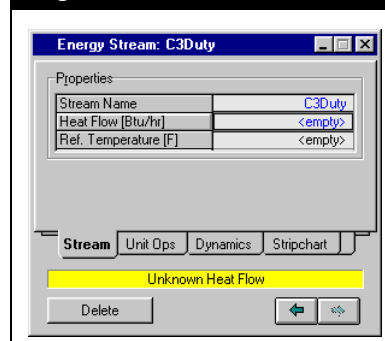 Energy Stream: C3Duty
Properties
Stream Name C3Duty
Heat Flow [Btu/hr] <empty>
Ref. Temperature [F] <empty>
Stream Unit Ops Dynamics Stripchart
Unknown Heat Flow
Delete